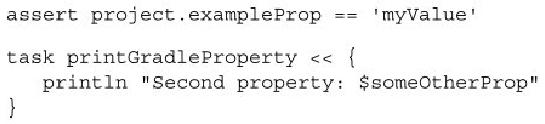 assert project.exampleProp == 'myValue'
task printGradleProperty << {
println "Second property: $someOtherProp"
}